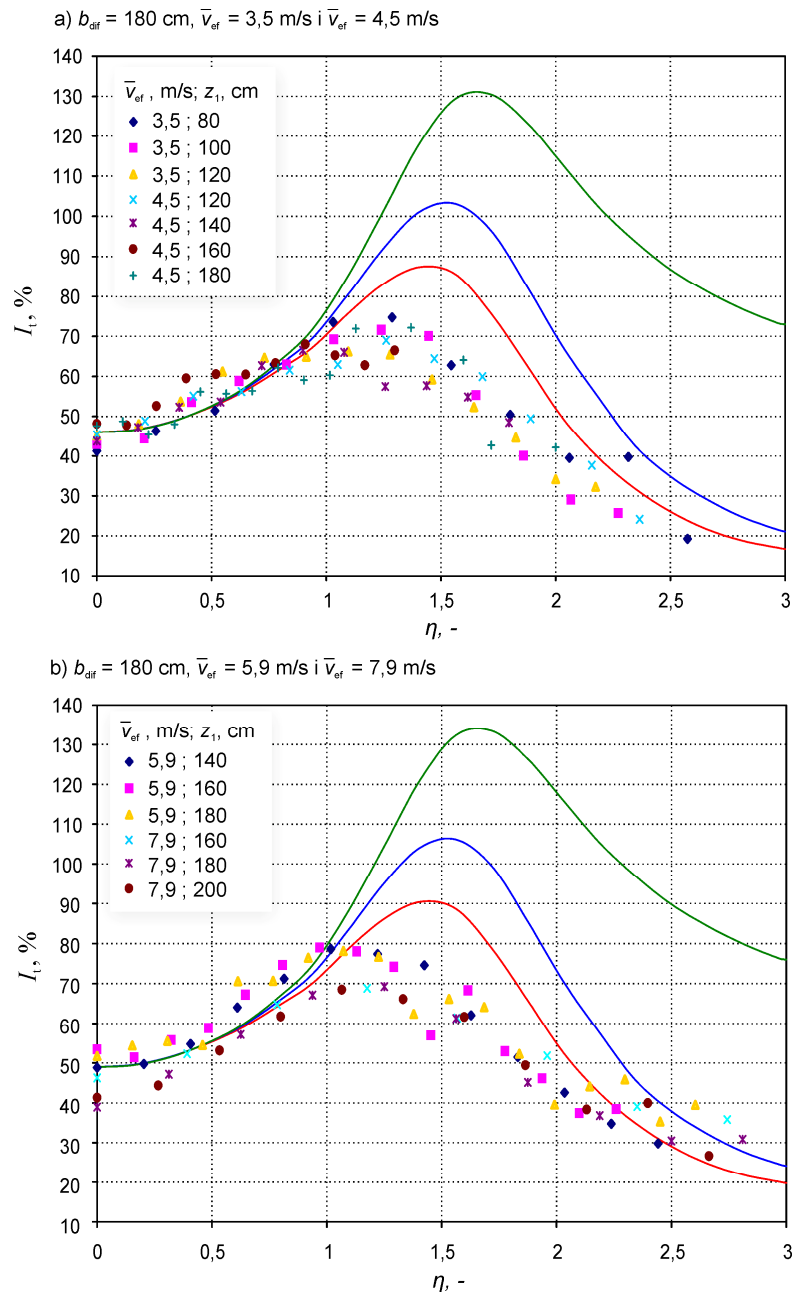 a) b_dif = 180 cm, v̅_ef = 3,5 m/s i v̅_ef = 4,5 m/s
140
130
120
110
100
90
80
70
60
50
40
30
20
10
I_t, %
v̅_ef , m/s; z_1, cm
3,5 ; 80
3,5 ; 100
3,5 ; 120
4,5 ; 120
4,5 ; 140
4,5 ; 160
4,5 ; 180
0 0,5 1 1,5 2 2,5 3
η, -
b) b_dif = 180 cm, v̅_ef = 5,9 m/s i v̅_ef = 7,9 m/s
140
130
120
110
100
90
80
70
60
50
40
30
20
10
I_t, %
v̅_ef , m/s; z_1, cm
5,9 ; 140
5,9 ; 160
5,9 ; 180
7,9 ; 160
7,9 ; 180
7,9 ; 200
0 0,5 1 1,5 2 2,5 3
η, -